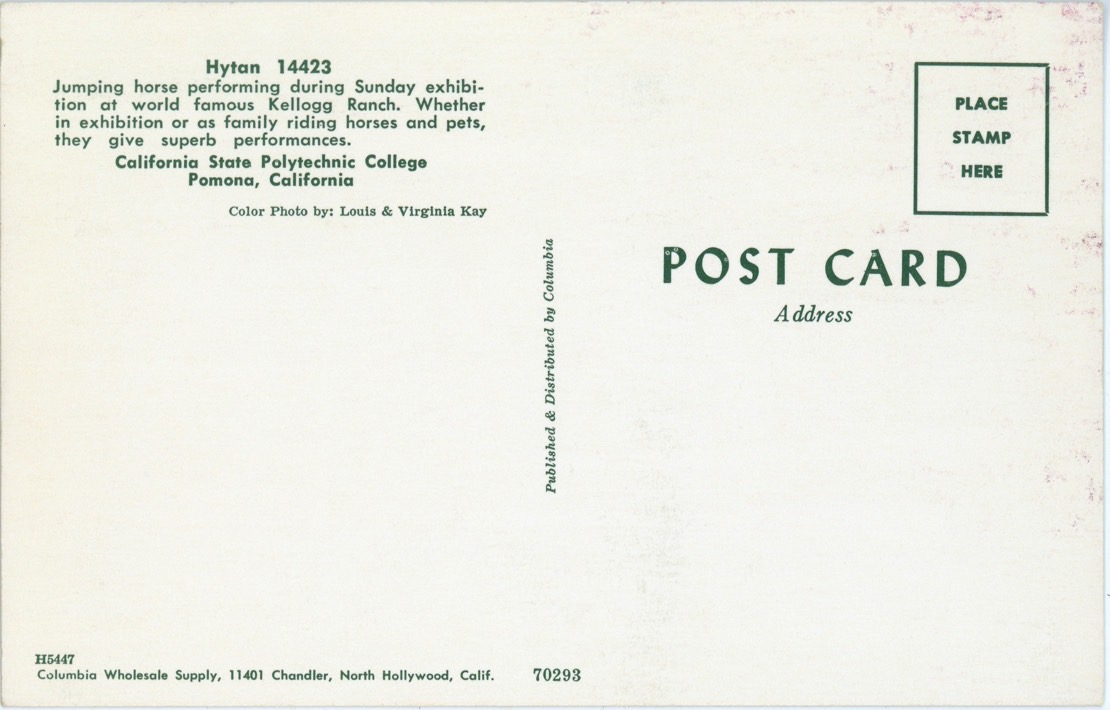 Hytan 14423
Jumping horse performing during Sunday exhibi-
tion at world famous Kellogg Ranch. Whether
in exhibition or as family riding horses and pets,
they give superb performances.
California State Polytechnic College
Pomona, California
Color Photo by: Louis & Virginia Kay
Published & Distributed by Columbia
PLACE
STAMP
HERE
POST CARD
Address
H5447
Columbia Wholesale Supply, 11401 Chandler, North Hollywood, Calif.
70293